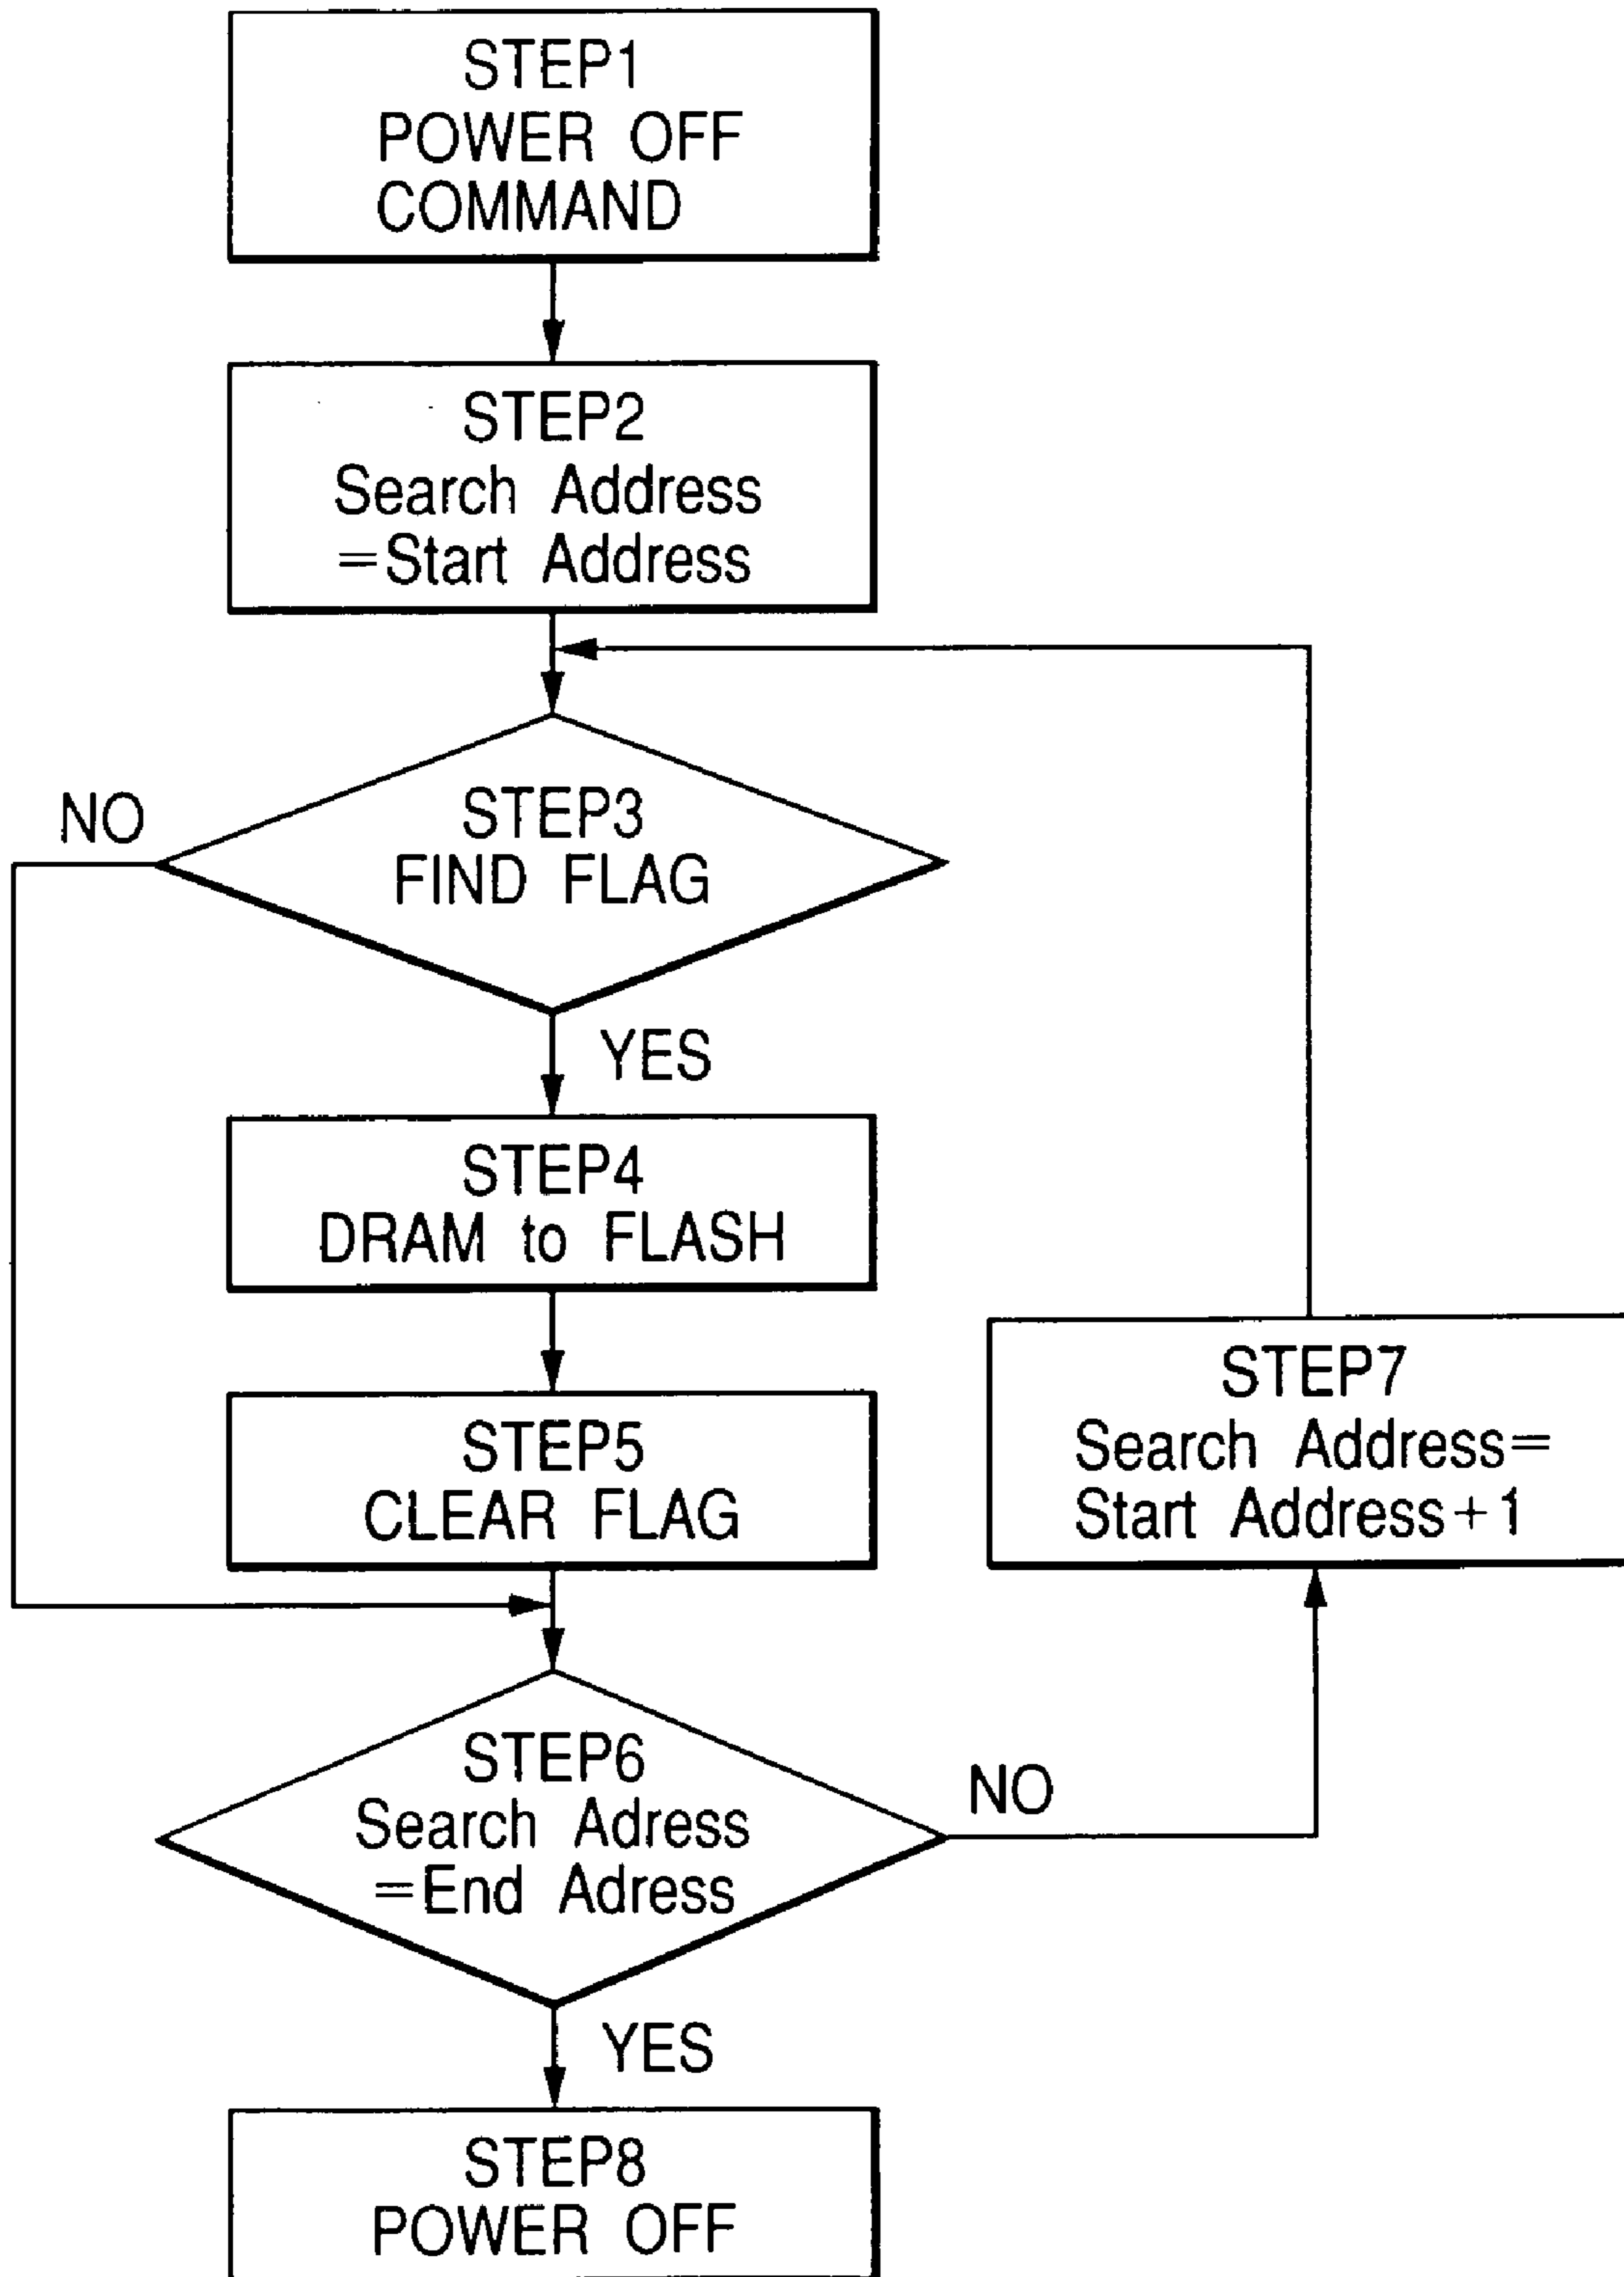 STEP1
POWER OFF
COMMAND
STEP2
Search Address
=Start Address
STEP3
FIND FLAG
NO
YES
STEP4
DRAM to FLASH
STEP5
CLEAR FLAG
STEP7
Search Address=
Start Address+1
STEP6
Search Adress
=End Adress
NO
YES
STEP8
POWER OFF